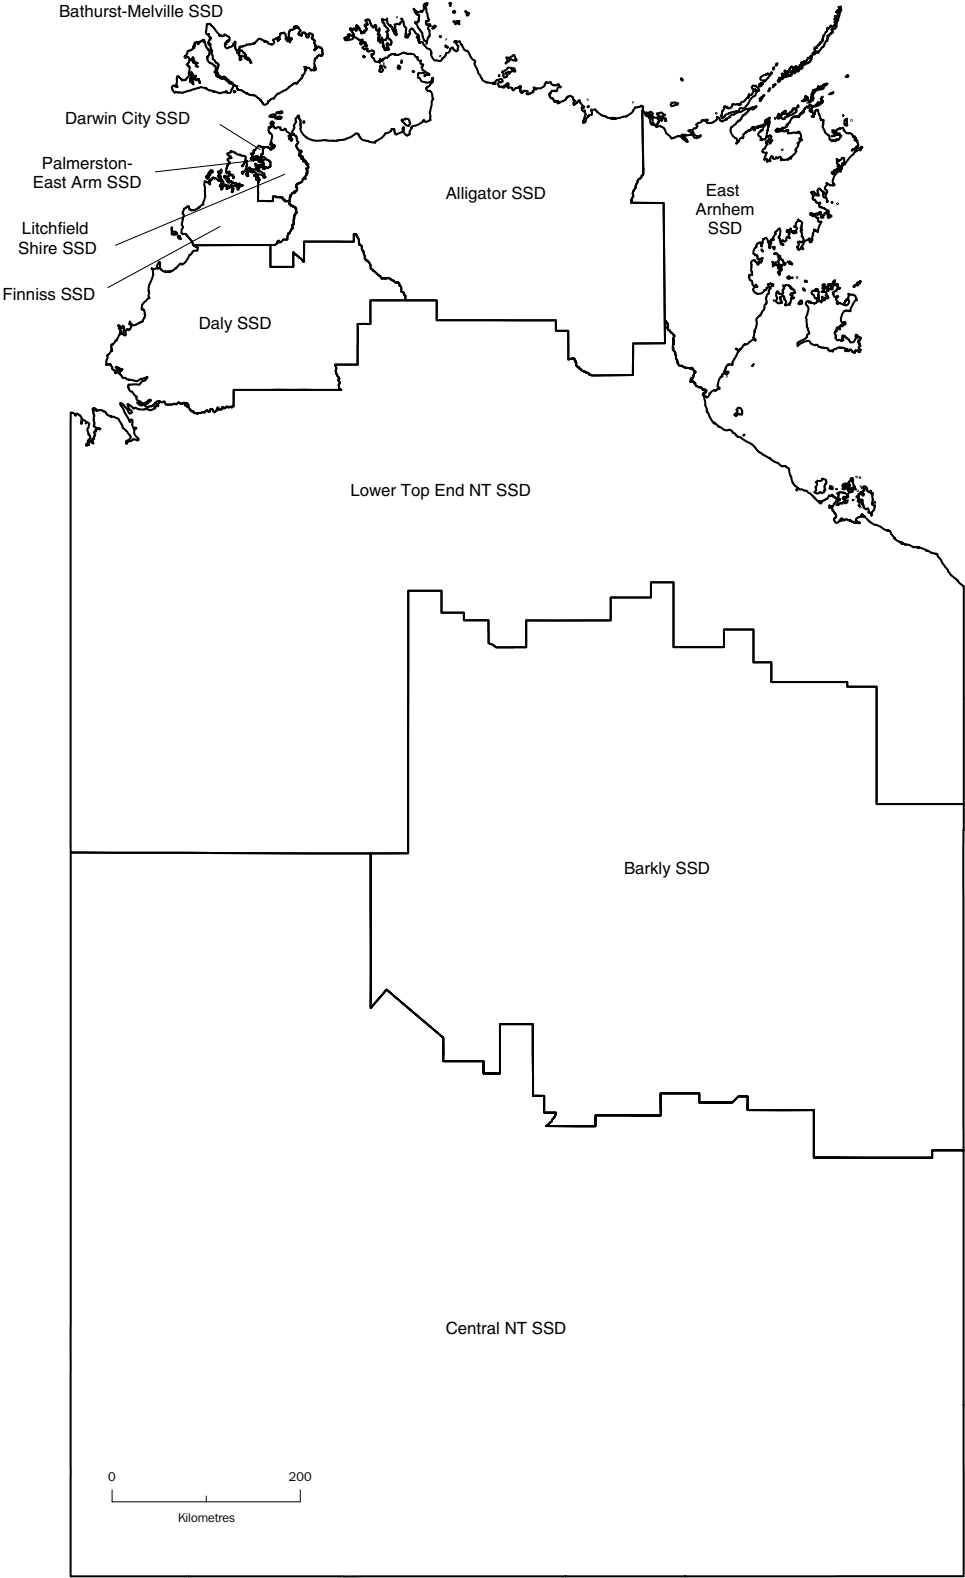 Bathurst-Melville SSD
Darwin City SSD
Palmerston-
East Arm SSD
Litchfield
Shire SSD
Finniss SSD
Alligator SSD
East
Arnhem
SSD
Daly SSD
Lower Top End NT SSD
Barkly SSD
Central NT SSD
0 200
Kilometres